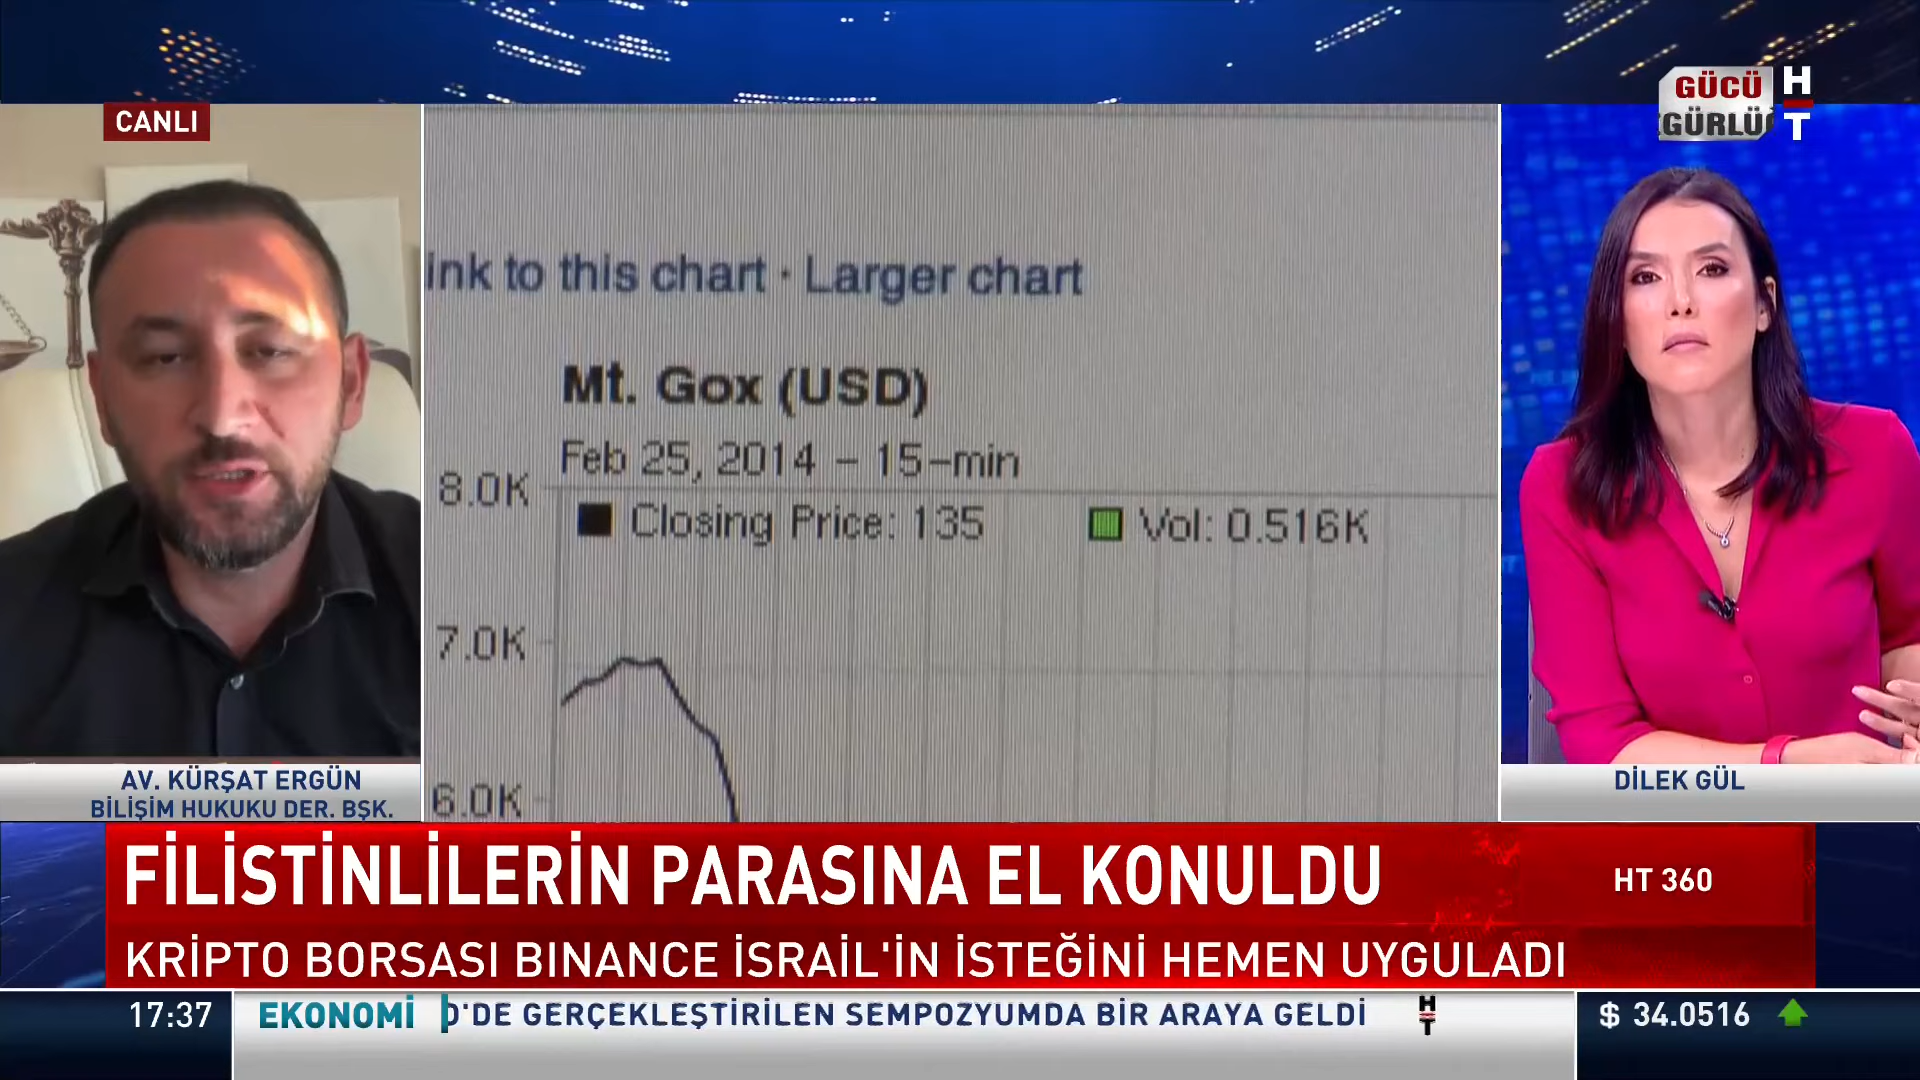 GÜCÜ
H
T
CANLI
ink to this chart · Larger chart
Mt. Gox (USD)
Feb 25, 2014 – 15–min
8.0K
Closing Price: 135
Vol: 0.516K
7.0K
6.0K
AV. KÜRŞAT ERGÜN
BİLİŞİM HUKUKU DER. BŞK.
DİLEK GÜL
FİLİSTİNLİLERİN PARASINA EL KONULDU
HT 360
KRİPTO BORSASI BINANCE İSRAİL'İN İSTEĞİNİ HEMEN UYGULADI
17:37
EKONOMİ
'DE GERÇEKLEŞTİRİLEN SEMPOZYUMDA BİR ARAYA GELDİ
H
T
$ 34.0516